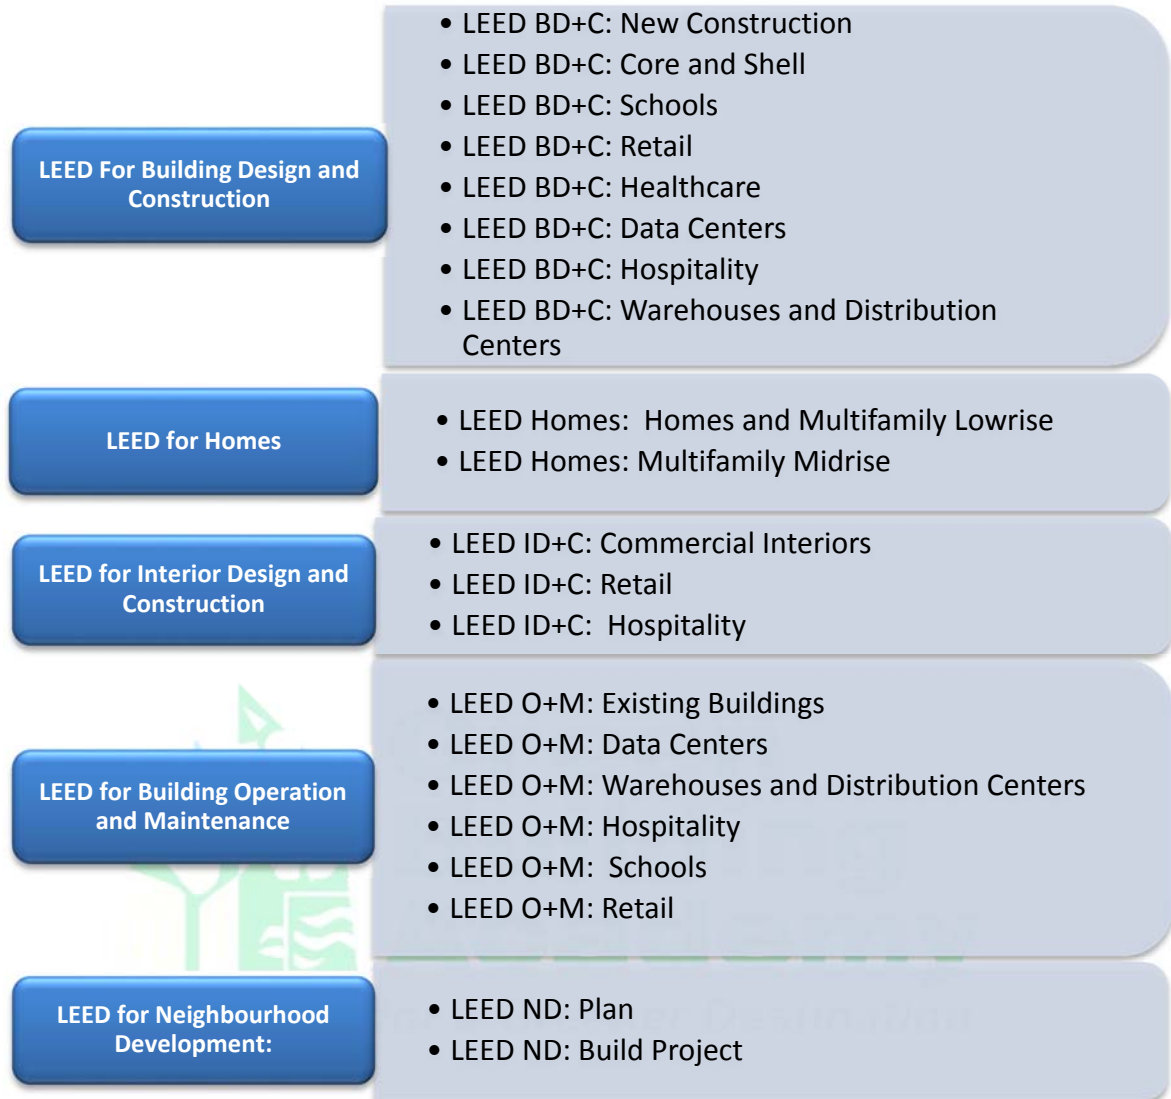 LEED For Building Design and
Construction
• LEED BD+C: New Construction
• LEED BD+C: Core and Shell
• LEED BD+C: Schools
• LEED BD+C: Retail
• LEED BD+C: Healthcare
• LEED BD+C: Data Centers
• LEED BD+C: Hospitality
• LEED BD+C: Warehouses and Distribution
Centers
LEED for Homes
• LEED Homes:  Homes and Multifamily Lowrise
• LEED Homes: Multifamily Midrise
LEED for Interior Design and
Construction
• LEED ID+C: Commercial Interiors
• LEED ID+C: Retail
• LEED ID+C:  Hospitality
LEED for Building Operation
and Maintenance
• LEED O+M: Existing Buildings
• LEED O+M: Data Centers
• LEED O+M: Warehouses and Distribution Centers
• LEED O+M: Hospitality
• LEED O+M:  Schools
• LEED O+M: Retail
LEED for Neighbourhood
Development:
• LEED ND: Plan
• LEED ND: Build Project